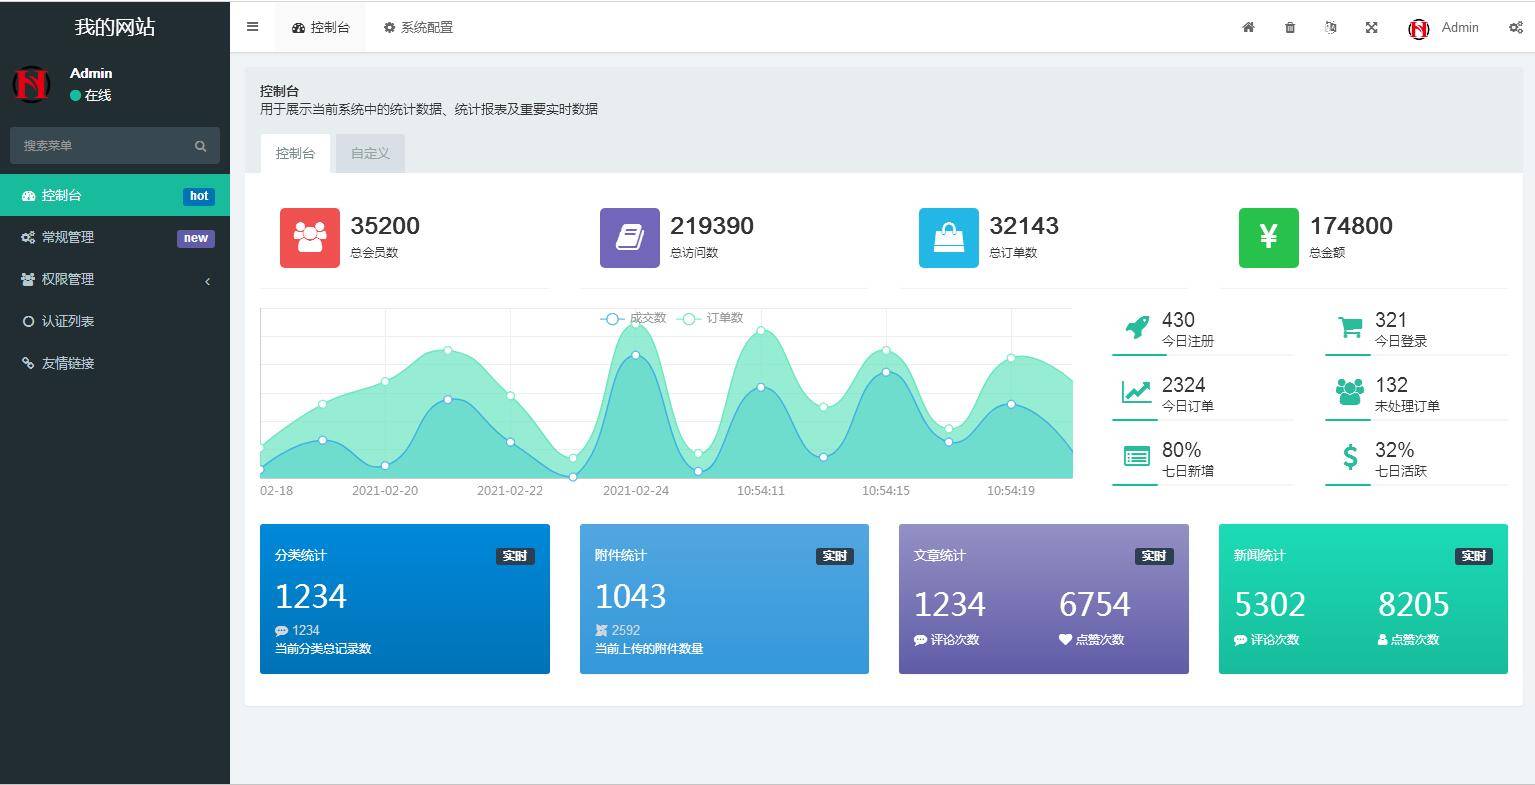 我的网站
Admin
在线
搜索菜单
控制台 hot
常规管理 new
权限管理
认证列表
友情链接
控制台 系统配置 Admin
控制台
用于展示当前系统中的统计数据、统计报表及重要实时数据
控制台 自定义
35200
总会员数
219390
总访问数
32143
总订单数
¥
174800
总金额
成交数 订单数
02-18 2021-02-20 2021-02-22 2021-02-24 10:54:11 10:54:15 10:54:19
430
今日注册
321
今日登录
2324
今日订单
132
未处理订单
80%
七日新增
$
32%
七日活跃
分类统计 实时
1234
1234
当前分类总记录数
附件统计 实时
1043
2592
当前上传的附件数量
文章统计 实时
1234 6754
评论次数 点赞次数
新闻统计 实时
5302 8205
评论次数 点赞次数